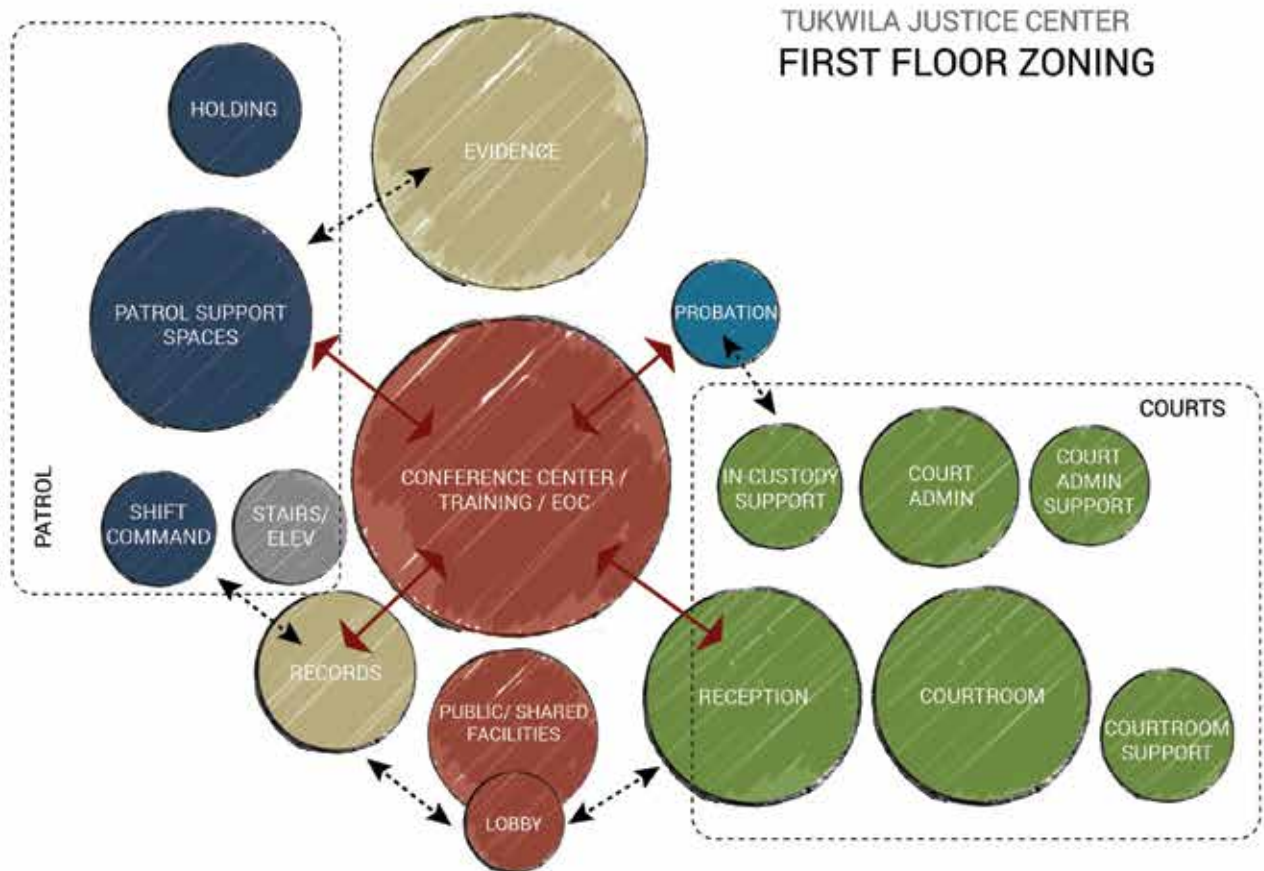 TUKWILA JUSTICE CENTER
FIRST FLOOR ZONING
HOLDING
EVIDENCE
PATROL SUPPORT
SPACES
PROBATION
COURTS
CONFERENCE CENTER /
TRAINING / EOC
IN-CUSTODY
SUPPORT
COURT
ADMIN
COURT
ADMIN
SUPPORT
PATROL
SHIFT
COMMAND
STAIRS/
ELEV
RECORDS
PUBLIC/ SHARED
FACILITIES
LOBBY
RECEPTION
COURTROOM
COURTROOM
SUPPORT